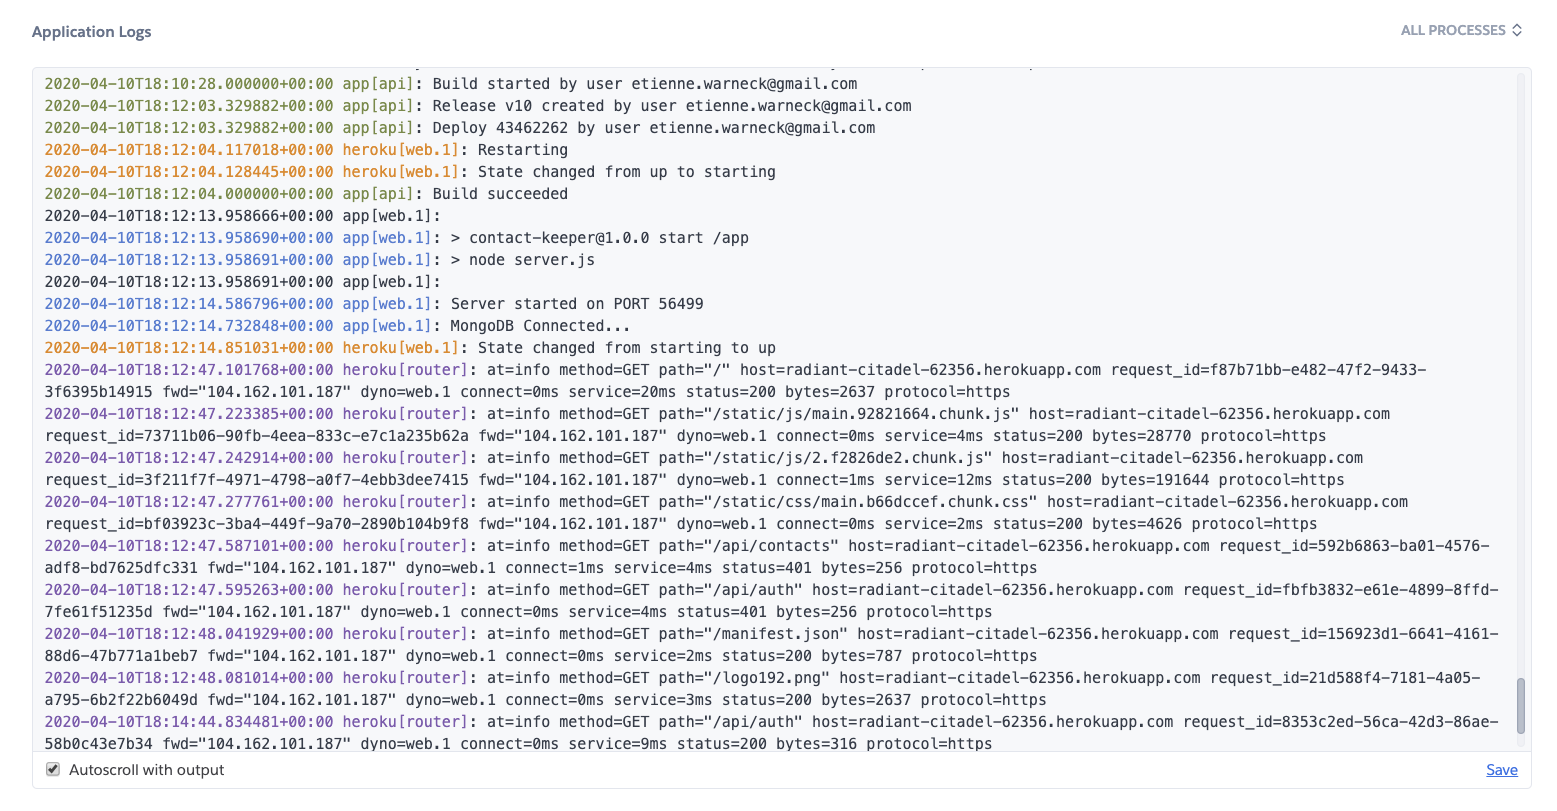 Application Logs
ALL PROCESSES
2020-04-10T18:10:28.000000+00:00 app[api]: Build started by user etienne.warneck@gmail.com
2020-04-10T18:12:03.329882+00:00 app[api]: Release v10 created by user etienne.warneck@gmail.com
2020-04-10T18:12:03.329882+00:00 app[api]: Deploy 43462262 by user etienne.warneck@gmail.com
2020-04-10T18:12:04.117018+00:00 heroku[web.1]: Restarting
2020-04-10T18:12:04.128445+00:00 heroku[web.1]: State changed from up to starting
2020-04-10T18:12:04.000000+00:00 app[api]: Build succeeded
2020-04-10T18:12:13.958666+00:00 app[web.1]:
2020-04-10T18:12:13.958690+00:00 app[web.1]: > contact-keeper@1.0.0 start /app
2020-04-10T18:12:13.958691+00:00 app[web.1]: > node server.js
2020-04-10T18:12:13.958691+00:00 app[web.1]:
2020-04-10T18:12:14.586796+00:00 app[web.1]: Server started on PORT 56499
2020-04-10T18:12:14.732848+00:00 app[web.1]: MongoDB Connected...
2020-04-10T18:12:14.851031+00:00 heroku[web.1]: State changed from starting to up
2020-04-10T18:12:47.101768+00:00 heroku[router]: at=info method=GET path="/" host=radiant-citadel-62356.herokuapp.com request_id=f87b71bb-e482-47f2-9433-
3f6395b14915 fwd="104.162.101.187" dyno=web.1 connect=0ms service=20ms status=200 bytes=2637 protocol=https
2020-04-10T18:12:47.223385+00:00 heroku[router]: at=info method=GET path="/static/js/main.92821664.chunk.js" host=radiant-citadel-62356.herokuapp.com
request_id=73711b06-90fb-4eea-833c-e7c1a235b62a fwd="104.162.101.187" dyno=web.1 connect=0ms service=4ms status=200 bytes=28770 protocol=https
2020-04-10T18:12:47.242914+00:00 heroku[router]: at=info method=GET path="/static/js/2.f2826de2.chunk.js" host=radiant-citadel-62356.herokuapp.com
request_id=3f211f7f-4971-4798-a0f7-4ebb3dee7415 fwd="104.162.101.187" dyno=web.1 connect=1ms service=12ms status=200 bytes=191644 protocol=https
2020-04-10T18:12:47.277761+00:00 heroku[router]: at=info method=GET path="/static/css/main.b66dccef.chunk.css" host=radiant-citadel-62356.herokuapp.com
request_id=bf03923c-3ba4-449f-9a70-2890b104b9f8 fwd="104.162.101.187" dyno=web.1 connect=0ms service=2ms status=200 bytes=4626 protocol=https
2020-04-10T18:12:47.587101+00:00 heroku[router]: at=info method=GET path="/api/contacts" host=radiant-citadel-62356.herokuapp.com request_id=592b6863-ba01-4576-
adf8-bd7625dfc331 fwd="104.162.101.187" dyno=web.1 connect=1ms service=4ms status=401 bytes=256 protocol=https
2020-04-10T18:12:47.595263+00:00 heroku[router]: at=info method=GET path="/api/auth" host=radiant-citadel-62356.herokuapp.com request_id=fbfb3832-e61e-4899-8ffd-
7fe61f51235d fwd="104.162.101.187" dyno=web.1 connect=0ms service=4ms status=401 bytes=256 protocol=https
2020-04-10T18:12:48.041929+00:00 heroku[router]: at=info method=GET path="/manifest.json" host=radiant-citadel-62356.herokuapp.com request_id=156923d1-6641-4161-
88d6-47b771a1beb7 fwd="104.162.101.187" dyno=web.1 connect=0ms service=2ms status=200 bytes=787 protocol=https
2020-04-10T18:12:48.081014+00:00 heroku[router]: at=info method=GET path="/logo192.png" host=radiant-citadel-62356.herokuapp.com request_id=21d588f4-7181-4a05-
a795-6b2f22b6049d fwd="104.162.101.187" dyno=web.1 connect=0ms service=3ms status=200 bytes=2637 protocol=https
2020-04-10T18:14:44.834481+00:00 heroku[router]: at=info method=GET path="/api/auth" host=radiant-citadel-62356.herokuapp.com request_id=8353c2ed-56ca-42d3-86ae-
58b0c43e7b34 fwd="104.162.101.187" dyno=web.1 connect=0ms service=9ms status=200 bytes=316 protocol=https
Autoscroll with output
Save